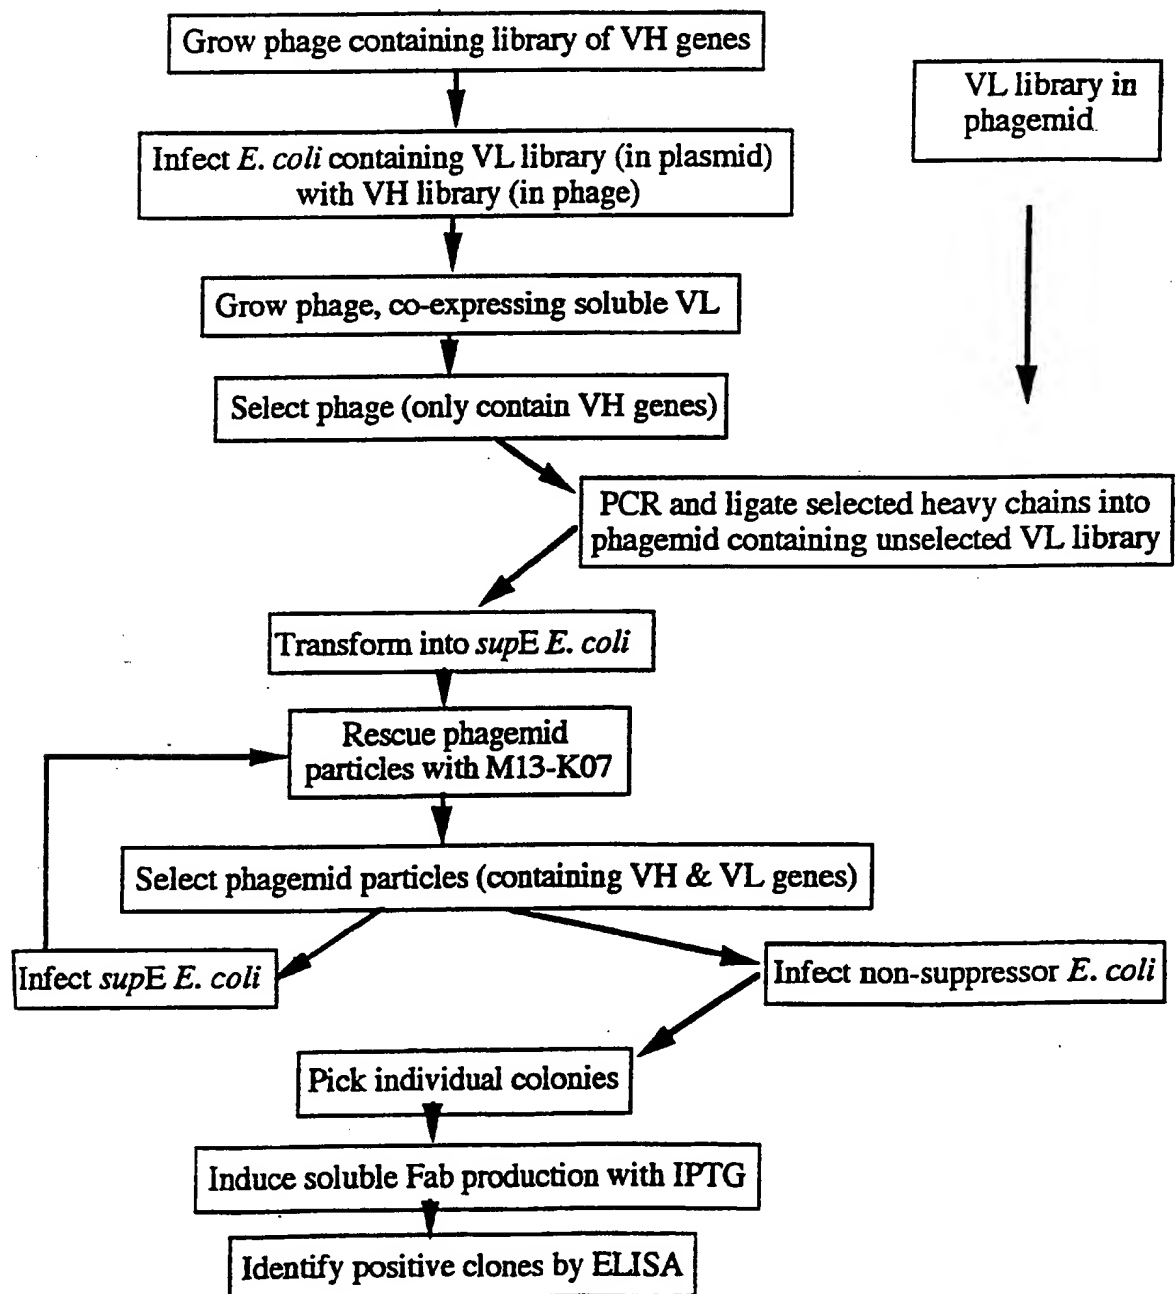 Grow phage containing library of VH genes
VL library in
phagemid
Infect E. coli containing VL library (in plasmid)
with VH library (in phage)
Grow phage, co-expressing soluble VL
Select phage (only contain VH genes)
PCR and ligate selected heavy chains into
phagemid containing unselected VL library
Transform into supE E. coli
Rescue phagemid
particles with M13-K07
Select phagemid particles (containing VH & VL genes)
Infect supE E. coli
Infect non-suppressor E. coli
Pick individual colonies
Induce soluble Fab production with IPTG
Identify positive clones by ELISA